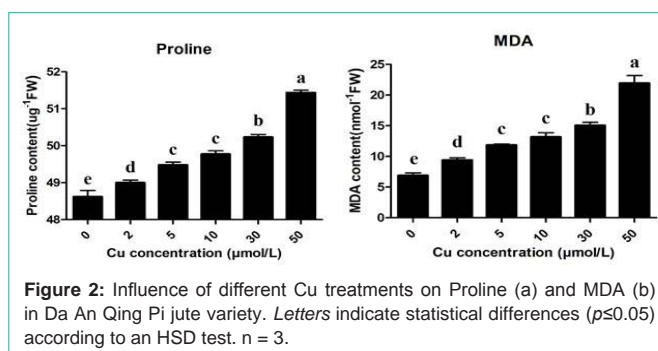 Proline
Proline content(ug⁻¹FW)
52
51
50
49
48
e
d
c
c
b
a
0
2
5
10
30
50
Cu concentration (µmol/L)
MDA
MDA content(nmol⁻¹FW)
25
20
15
10
5
0
e
d
c
c
b
a
0
2
5
10
30
50
Cu concentration (µmol/L)
Figure 2: Influence of different Cu treatments on Proline (a) and MDA (b)
in Da An Qing Pi jute variety. Letters indicate statistical differences (p≤0.05)
according to an HSD test. n = 3.